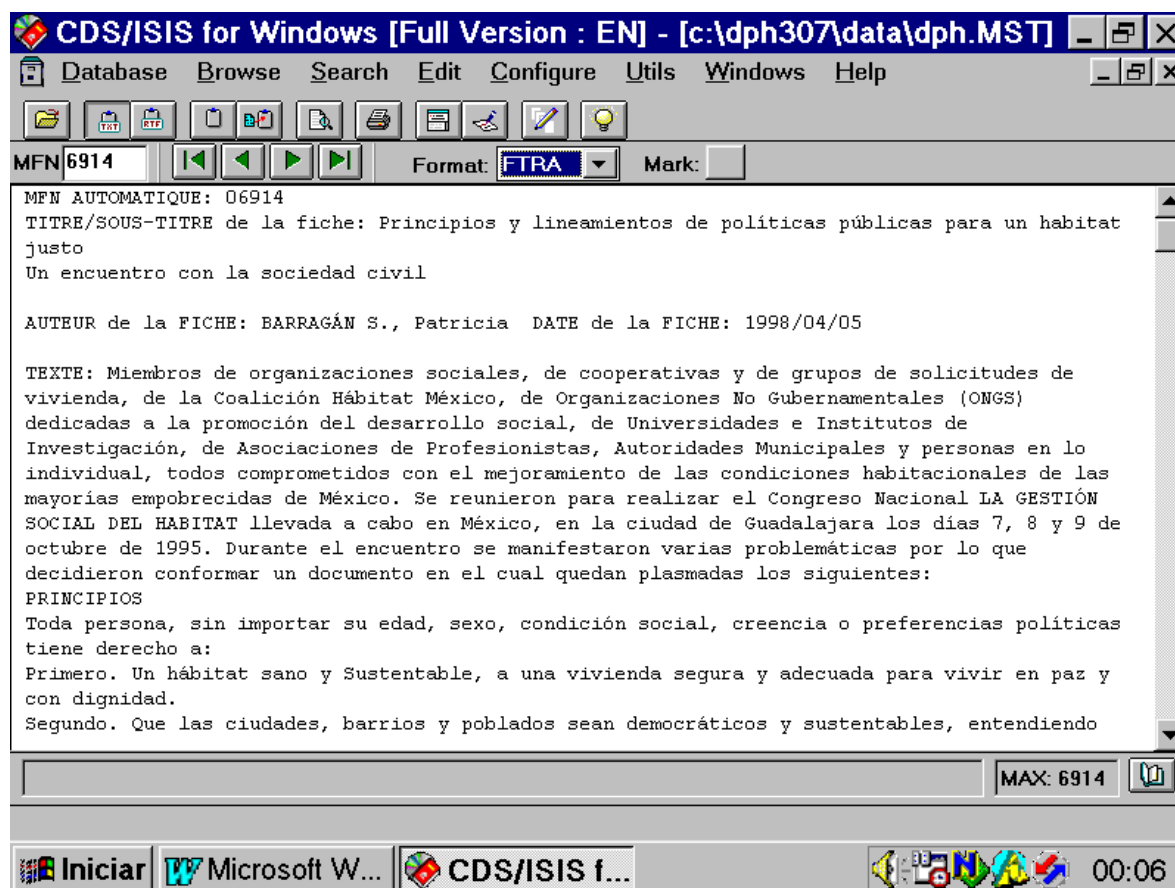 CDS/ISIS for Windows [Full Version : EN] - [c:\dph307\data\dph.MST]
Database Browse Search Edit Configure Utils Windows Help
TXT RTF
MFN 6914 Format: FTRA Mark:
MFN AUTOMATIQUE: 06914
TITRE/SOUS-TITRE de la fiche: Principios y lineamientos de políticas públicas para un habitat
justo
Un encuentro con la sociedad civil
AUTEUR de la FICHE: BARRAGÁN S., Patricia DATE de la FICHE: 1998/04/05
TEXTE: Miembros de organizaciones sociales, de cooperativas y de grupos de solicitudes de
vivienda, de la Coalición Hábitat México, de Organizaciones No Gubernamentales (ONGS)
dedicadas a la promoción del desarrollo social, de Universidades e Institutos de
Investigación, de Asociaciones de Profesionistas, Autoridades Municipales y personas en lo
individual, todos comprometidos con el mejoramiento de las condiciones habitacionales de las
mayorías empobrecidas de México. Se reunieron para realizar el Congreso Nacional LA GESTIÓN
SOCIAL DEL HABITAT llevada a cabo en México, en la ciudad de Guadalajara los días 7, 8 y 9 de
octubre de 1995. Durante el encuentro se manifestaron varias problemáticas por lo que
decidieron conformar un documento en el cual quedan plasmadas los siguientes:
PRINCIPIOS
Toda persona, sin importar su edad, sexo, condición social, creencia o preferencias políticas
tiene derecho a:
Primero. Un hábitat sano y Sustentable, a una vivienda segura y adecuada para vivir en paz y
con dignidad.
Segundo. Que las ciudades, barrios y poblados sean democráticos y sustentables, entendiendo
MAX: 6914
Iniciar Microsoft W... CDS/ISIS f... 00:06